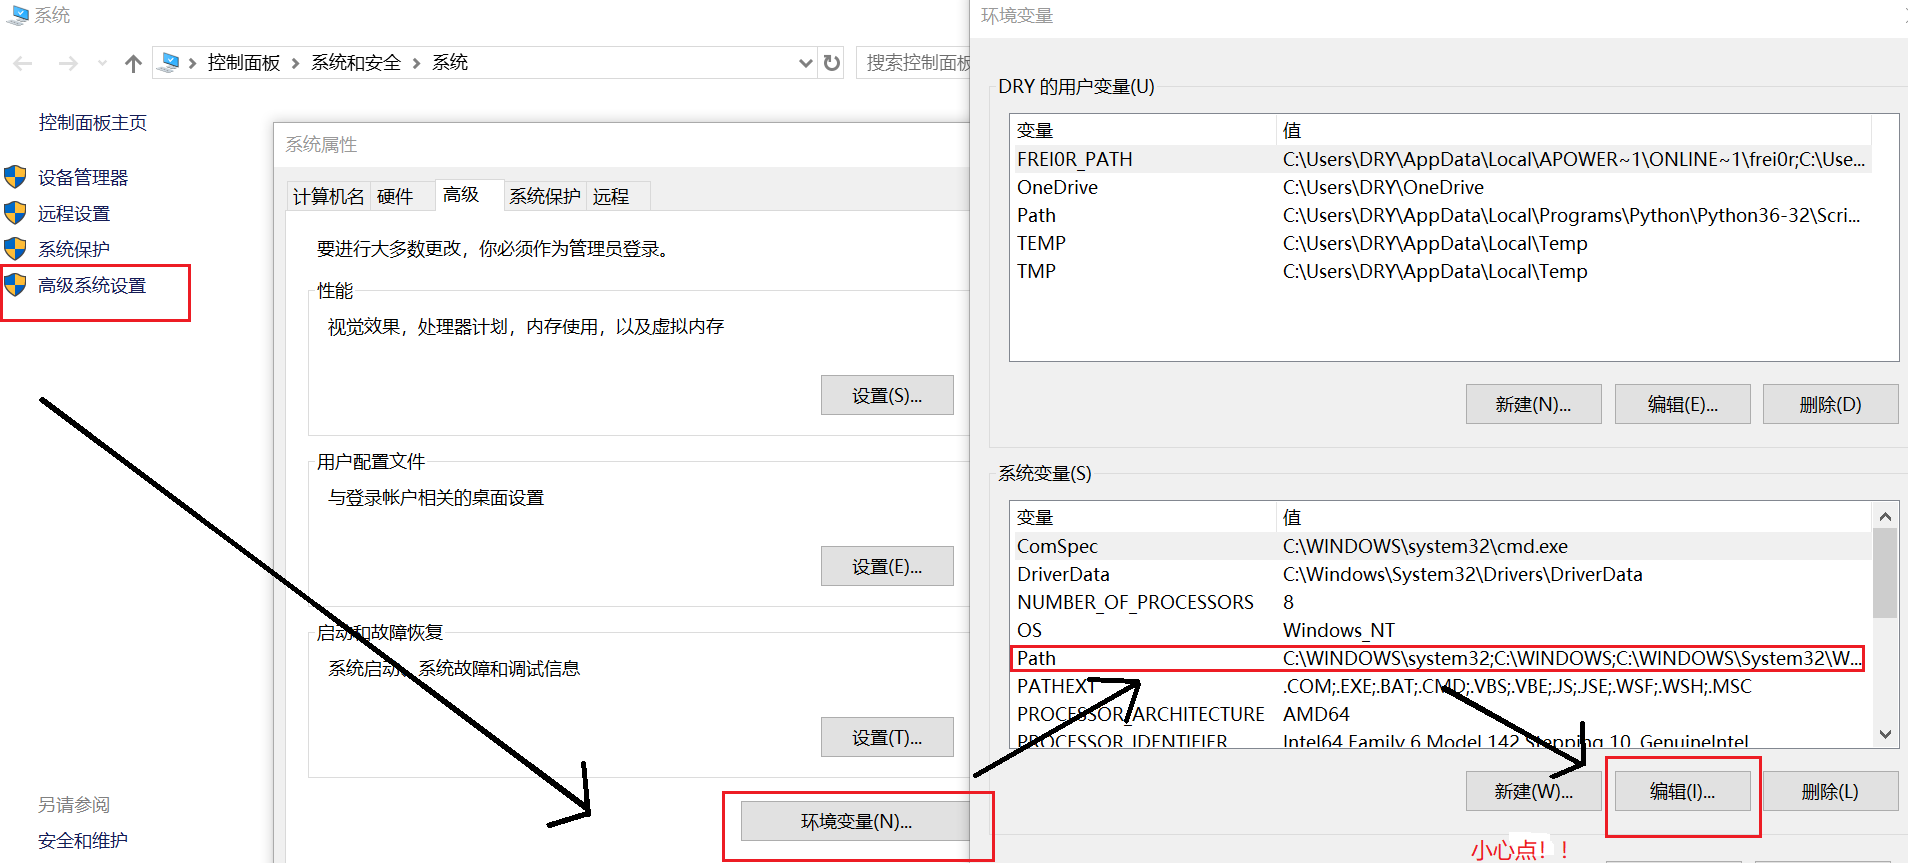 系统
控制面板 系统和安全 系统
搜索控制面板
控制面板主页
设备管理器
远程设置
系统保护
高级系统设置
另请参阅
安全和维护
系统属性
计算机名 硬件 高级 系统保护 远程
要进行大多数更改，你必须作为管理员登录。
性能
视觉效果，处理器计划，内存使用，以及虚拟内存
设置(S)...
用户配置文件
与登录帐户相关的桌面设置
设置(E)...
启动和故障恢复
系统启动、系统故障和调试信息
设置(T)...
环境变量(N)...
环境变量
DRY 的用户变量(U)
变量 值
FREI0R_PATH C:\Users\DRY\AppData\Local\APOWER~1\ONLINE~1\frei0r;C:\Use...
OneDrive C:\Users\DRY\OneDrive
Path C:\Users\DRY\AppData\Local\Programs\Python\Python36-32\Scri...
TEMP C:\Users\DRY\AppData\Local\Temp
TMP C:\Users\DRY\AppData\Local\Temp
新建(N)... 编辑(E)... 删除(D)
系统变量(S)
变量 值
ComSpec C:\WINDOWS\system32\cmd.exe
DriverData C:\Windows\System32\Drivers\DriverData
NUMBER_OF_PROCESSORS 8
OS Windows_NT
Path C:\WINDOWS\system32;C:\WINDOWS;C:\WINDOWS\System32\W...
PATHEXT .COM;.EXE;.BAT;.CMD;.VBS;.VBE;.JS;.JSE;.WSF;.WSH;.MSC
PROCESSOR_ARCHITECTURE AMD64
PROCESSOR_IDENTIFIER Intel64 Family 6 Model 142 Stepping 10, GenuineIntel
新建(W)... 编辑(I)... 删除(L)
小心点！！